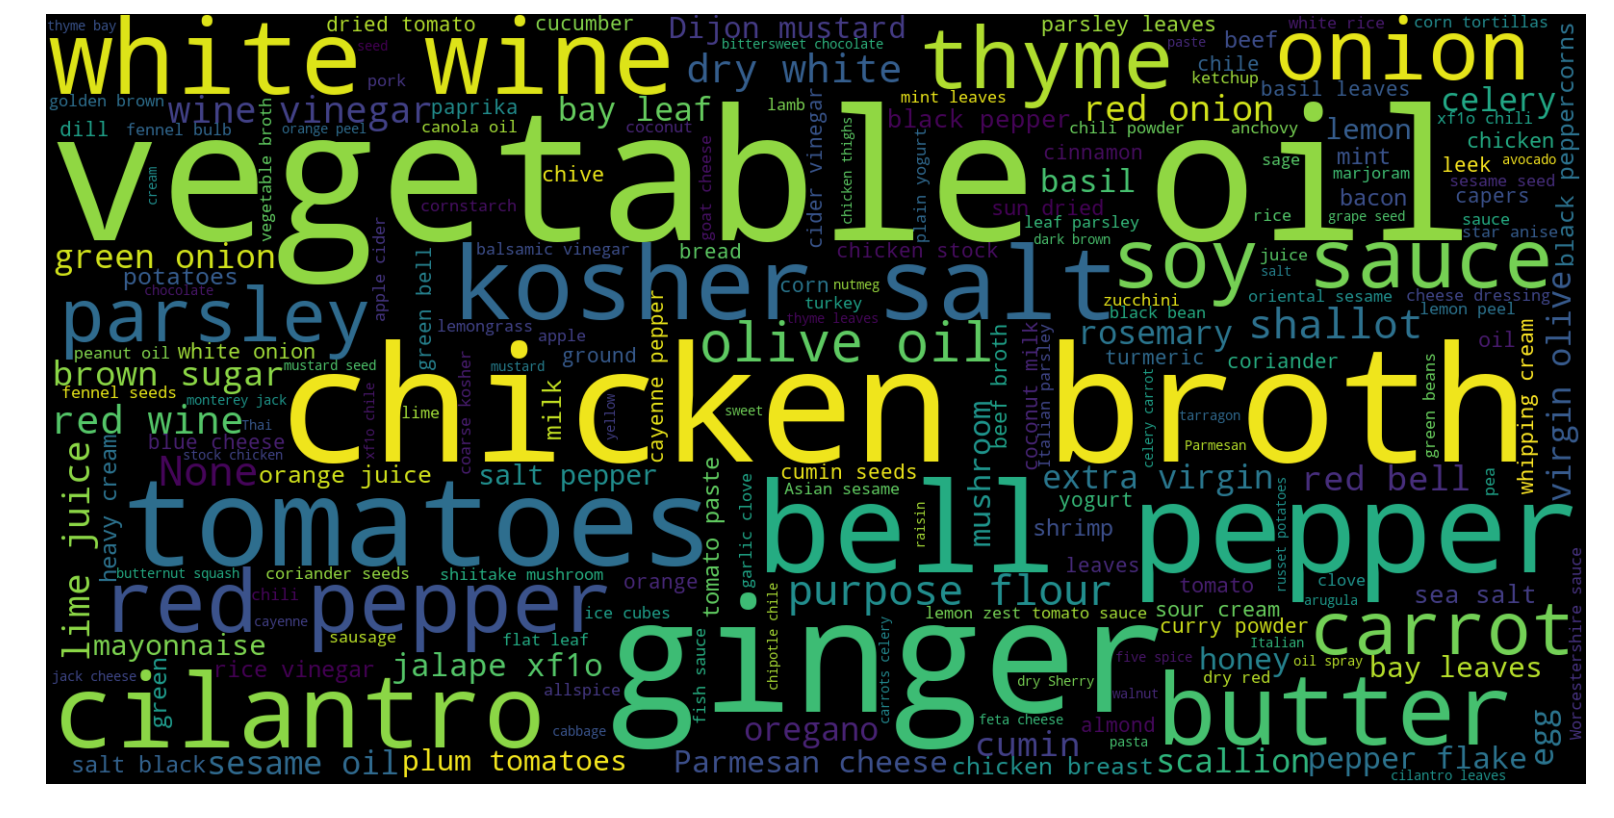 thyme bay
dried tomato
cucumber
Dijon mustard
parsley leaves
white rice
corn tortillas
white wine
seed
bittersweet chocolate
thyme
paste
beef
onion
pork
dry white
chile
ketchup
basil leaves
black peppercorns
golden brown
wine vinegar
paprika
bay leaf
lamb
mint leaves
red onion
celery
xf1o chili
dill
fennel bulb
orange peel
canola oil
coconut
black pepper
chili powder
anchovy
lemon
chicken
vegetable oil
vegetable broth
cream
chive
goat cheese
cider vinegar
chicken thighs
plain yogurt
cinnamon
sage
mint
marjoram
leek
avocado
cornstarch
basil
bacon
sesame seed
capers
sun dried
leaf parsley
rice
grape seed
sauce
star anise
dark brown
green onion
potatoes
chocolate
apple cider
green bell
balsamic vinegar
bread
chicken stock
soy sauce
juice
salt
kosher salt
corn
nutmeg
turkey
thyme leaves
zucchini
black bean
oriental sesame
cheese dressing
lemon peel
parsley
lemongrass
apple
cayenne pepper
olive oil
beef broth
coconut milk
Italian parsley
rosemary
shallot
oil
whipping cream
virgin olive
peanut oil
white onion
ground
turmeric
coriander
green beans
brown sugar
mustard seed
mustard
chicken broth
fennel seeds
monterey jack
milk
lime
yellow
sweet
tarragon
celery carrot
Parmesan
red wine
Thai
xf1o chile
coarse kosher
blue cheese
stock chicken
None
orange juice
salt pepper
cumin seeds
mushroom
extra virgin
red bell
pea
lime juice
heavy cream
tomatoes
tomato paste
Asian sesame
garlic clove
raisin
bell pepper
yogurt
shrimp
russet potatoes
butternut squash
coriander seeds
shiitake mushroom
orange
leaves
tomato
clove
arugula
sea salt
Worcestershire sauce
red pepper
chili
cayenne
ice cubes
purpose flour
lemon zest
tomato sauce
sour cream
curry powder
carrot
mayonnaise
sausage
flat leaf
fish sauce
chipotle chile
ginger
carrots celery
Italian
jack cheese
green
rice vinegar
jalape xf1o
dry Sherry
five spice
honey
oil spray
bay leaves
dry red
cilantro
allspice
walnut
butter
cabbage
oregano
feta cheese
almond
egg
cumin
pasta
salt black
sesame oil
plum tomatoes
Parmesan cheese
chicken breast
scallion
pepper flake
cilantro leaves